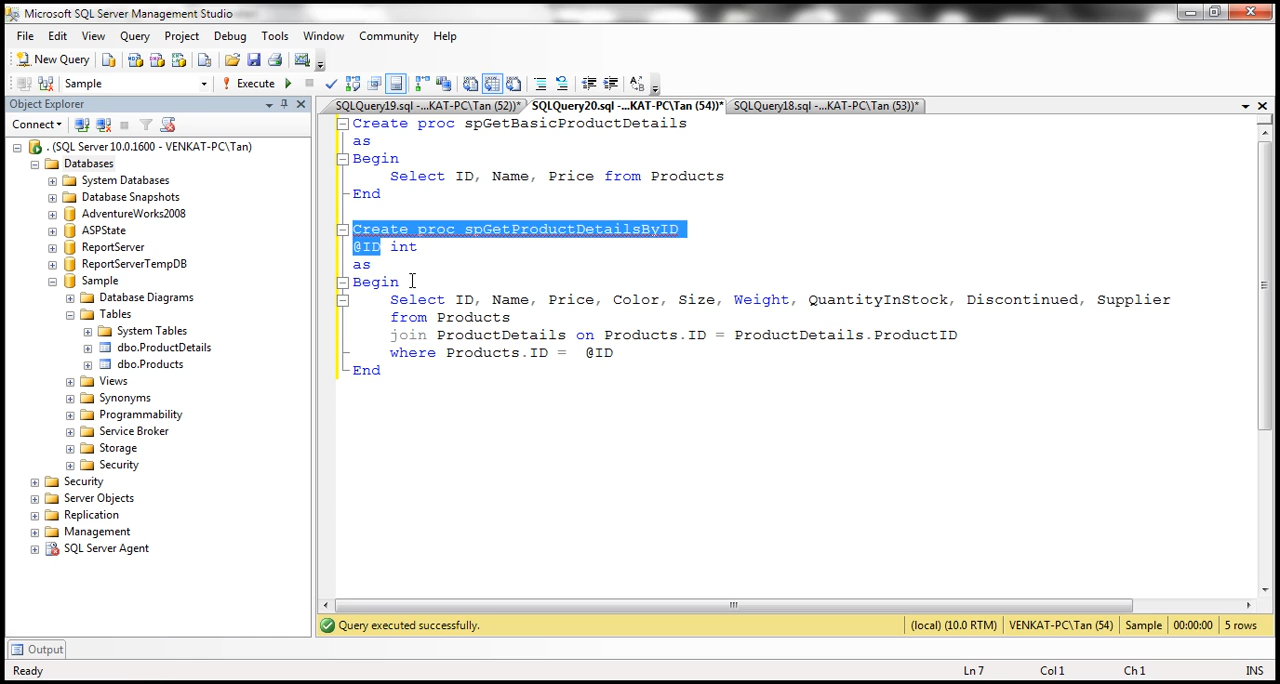 Microsoft SQL Server Management Studio
File Edit View Query Project Debug Tools Window Community Help
New Query
Sample Execute
Object Explorer
Connect
. (SQL Server 10.0.1600 - VENKAT-PC\Tan)
Databases
System Databases
Database Snapshots
AdventureWorks2008
ASPState
ReportServer
ReportServerTempDB
Sample
Database Diagrams
Tables
System Tables
dbo.ProductDetails
dbo.Products
Views
Synonyms
Programmability
Service Broker
Storage
Security
Security
Server Objects
Replication
Management
SQL Server Agent
SQLQuery19.sql -...KAT-PC\Tan (52))* SQLQuery20.sql -...KAT-PC\Tan (54))* SQLQuery18.sql -...KAT-PC\Tan (53))*
Create proc spGetBasicProductDetails
as
Begin
Select ID, Name, Price from Products
End
Create proc spGetProductDetailsByID
@ID int
as
Begin
Select ID, Name, Price, Color, Size, Weight, QuantityInStock, Discontinued, Supplier
from Products
join ProductDetails on Products.ID = ProductDetails.ProductID
where Products.ID = @ID
End
Query executed successfully. (local) (10.0 RTM) VENKAT-PC\Tan (54) Sample 00:00:00 5 rows
Output
Ready Ln 7 Col 1 Ch 1 INS